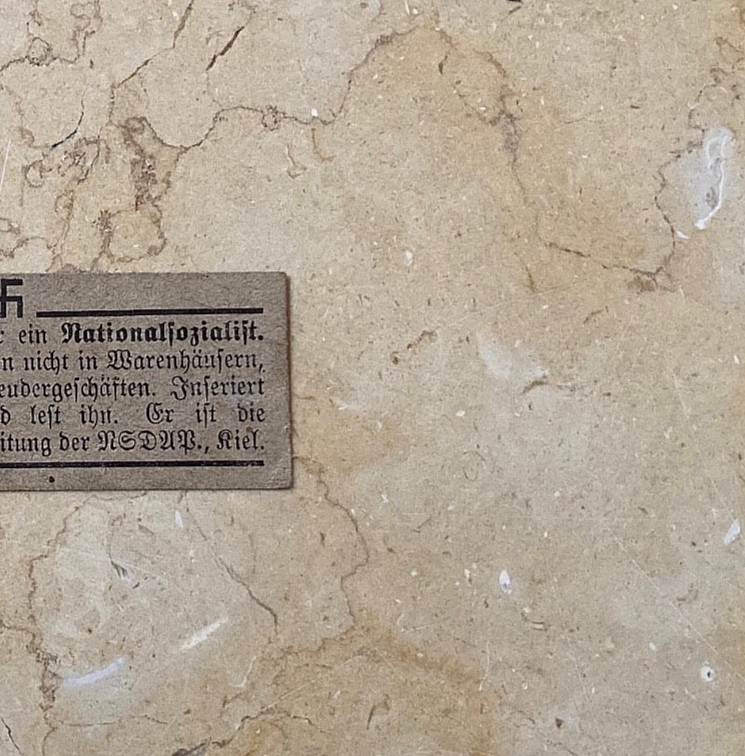 ein Nationalsozialist.
nicht in Warenhäusern,
eudergeschäften. Inseriert
lest ihn. Er ist die
itung der NSDAP., Kiel.